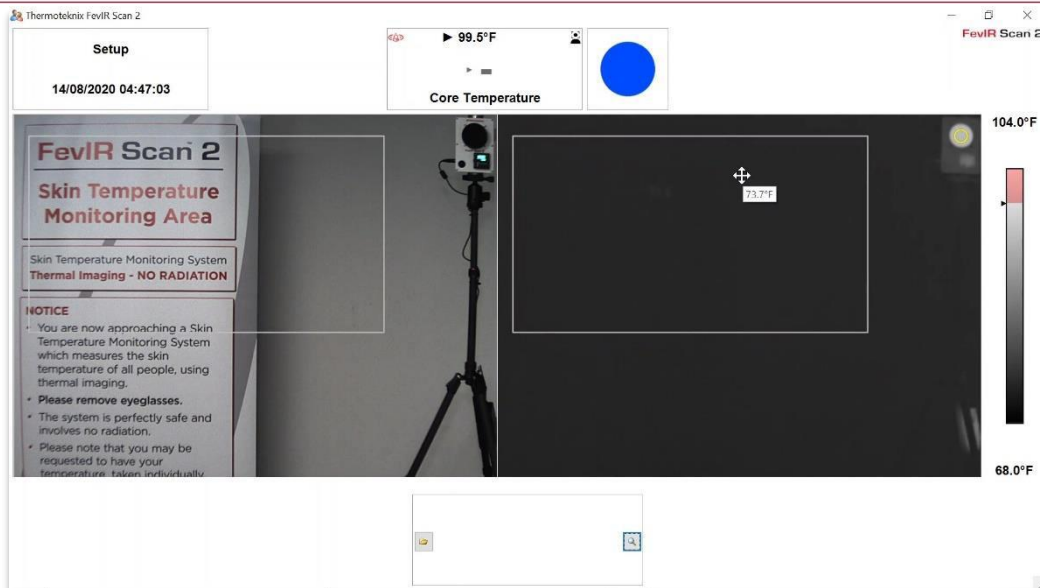 Thermoteknix FevIR Scan 2
FevIR Scan 2
Setup
14/08/2020 04:47:03
► 99.5°F
Core Temperature
FevIR Scan 2
Skin Temperature
Monitoring Area
Skin Temperature Monitoring System
Thermal Imaging - NO RADIATION
NOTICE
• You are now approaching a Skin
Temperature Monitoring System
which measures the skin
temperature of all people, using
thermal imaging.
• Please remove eyeglasses.
• The system is perfectly safe and
involves no radiation.
• Please note that you may be
requested to have your
temperature taken individually
73.7°F
104.0°F
68.0°F